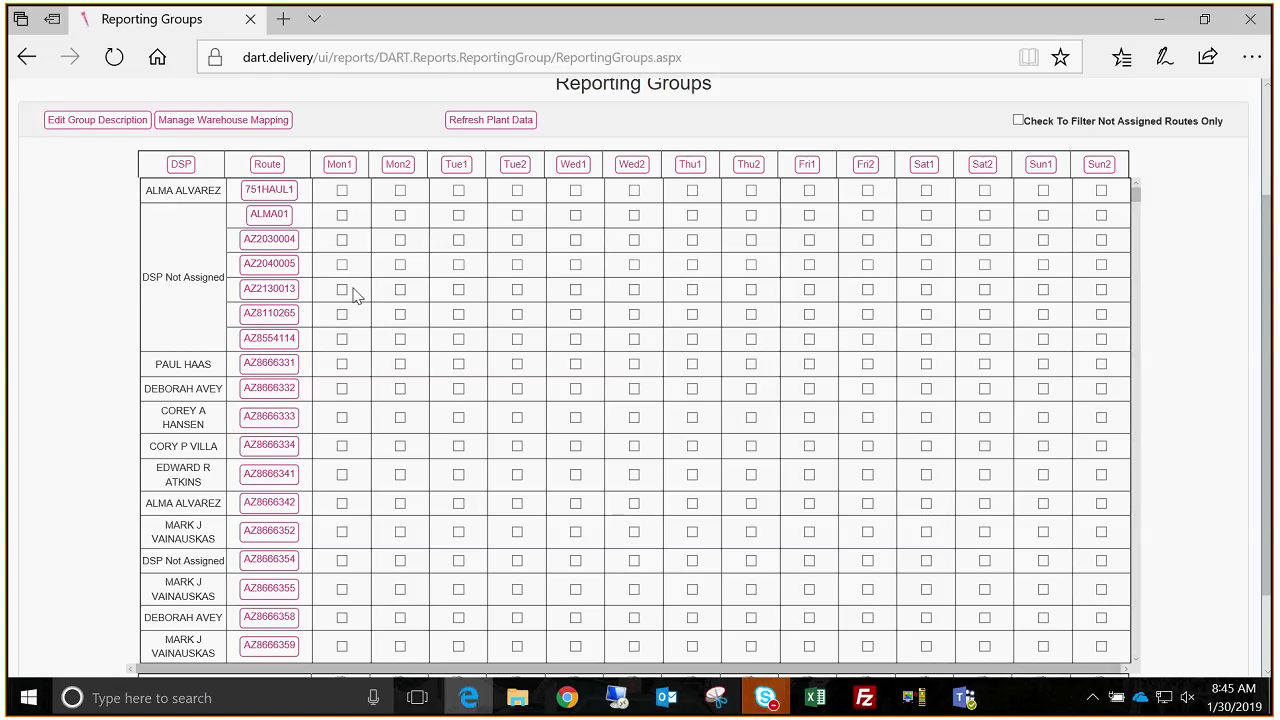 Reporting Groups
dart.delivery/ui/reports/DART.Reports.ReportingGroup/ReportingGroups.aspx
Reporting Groups
Edit Group Description Manage Warehouse Mapping Refresh Plant Data Check To Filter Not Assigned Routes Only
DSP Route Mon1 Mon2 Tue1 Tue2 Wed1 Wed2 Thu1 Thu2 Fri1 Fri2 Sat1 Sat2 Sun1 Sun2
ALMA ALVAREZ 751HAUL1
ALMA01
AZ2030004
AZ2040005
DSP Not Assigned
AZ2130013
AZ8110265
AZ8554114
PAUL HAAS AZ8666331
DEBORAH AVEY AZ8666332
COREY A
HANSEN AZ8666333
CORY P VILLA AZ8666334
EDWARD R
ATKINS AZ8666341
ALMA ALVAREZ AZ8666342
MARK J
VAINAUSKAS AZ8666352
DSP Not Assigned AZ8666354
MARK J
VAINAUSKAS AZ8666355
DEBORAH AVEY AZ8666358
MARK J
VAINAUSKAS AZ8666359
Type here to search
8:45 AM
1/30/2019